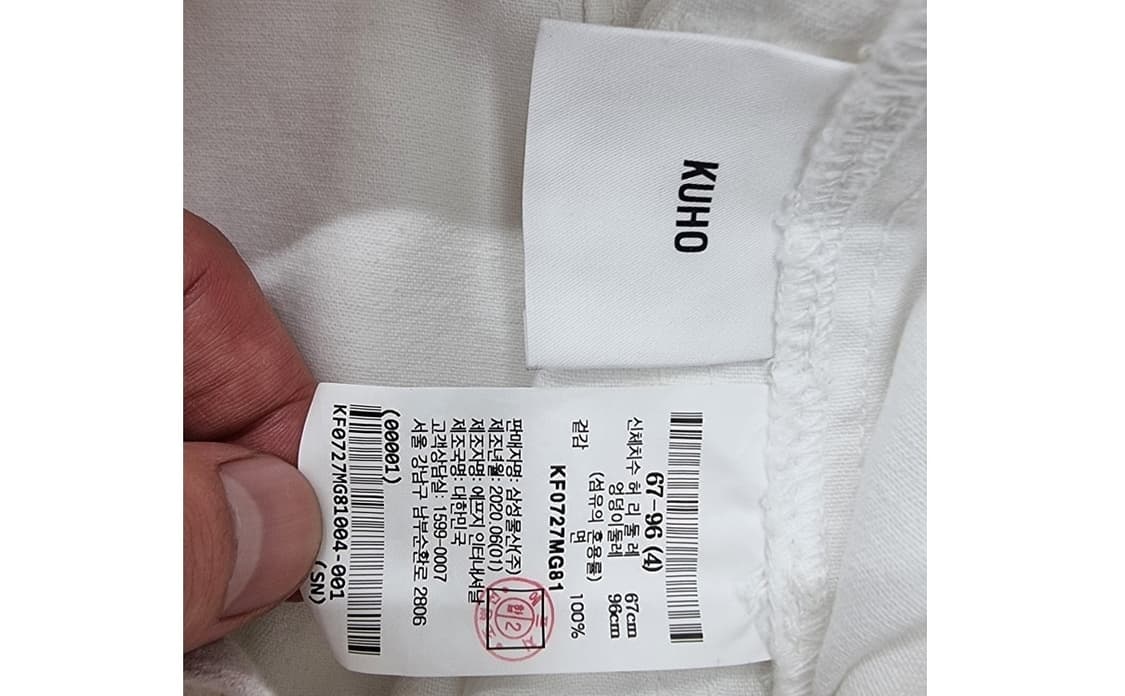 KUHO
67-96 (4)
신체치수 허 리 둘 레 67cm
엉덩이둘레 96cm
(섬유의 혼용률)
겉감 면 100%
KF0727MG81
판매자명: 삼성물산(주)
제조년월: 2020.06(01)
제조자명: 에프지 인터내셔널
제조국명: 대한민국
고객상담실: 1599-0007
서울 강남구 남부순환로 2806
(00001)
KF0727MG81004-001
(SN)
합
2